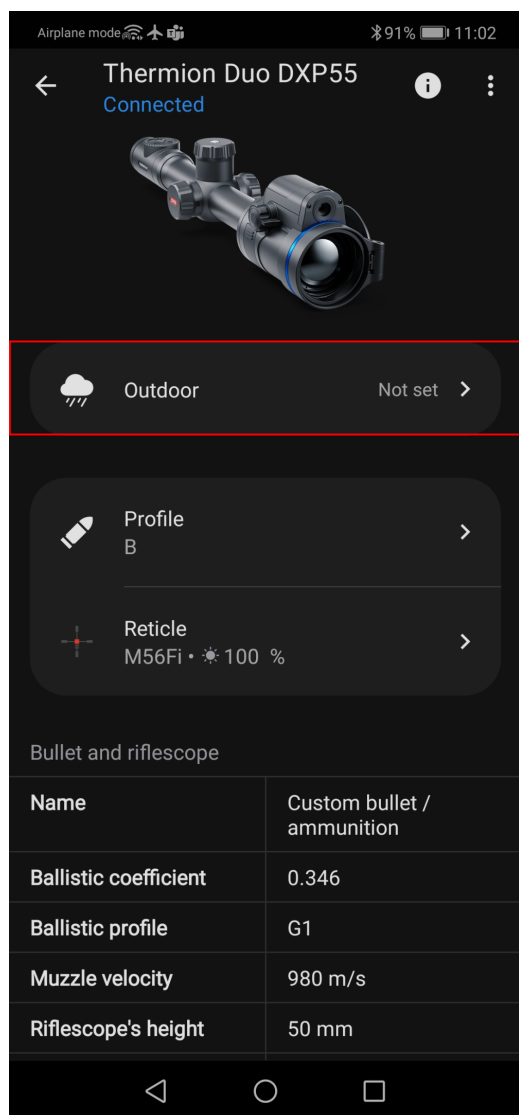 Airplane mode 91% 11:02
Thermion Duo DXP55
Connected
Outdoor Not set
Profile
B
Reticle
M56Fi • 100 %
Bullet and riflescope
Name Custom bullet /
ammunition
Ballistic coefficient 0.346
Ballistic profile G1
Muzzle velocity 980 m/s
Riflescope's height 50 mm